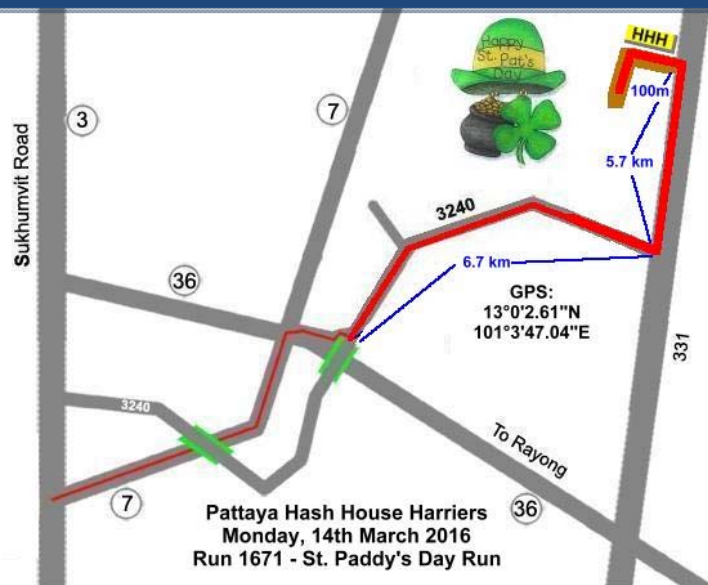 HHH
Happy
St. Pat's
Day
100m
3
7
Sukhumvit Road
5.7 km
3240
6.7 km
36
GPS:
13°0'2.61"N
101°3'47.04"E
331
3240
To Rayong
7
36
Pattaya Hash House Harriers
Monday, 14th March 2016
Run 1671 - St. Paddy's Day Run